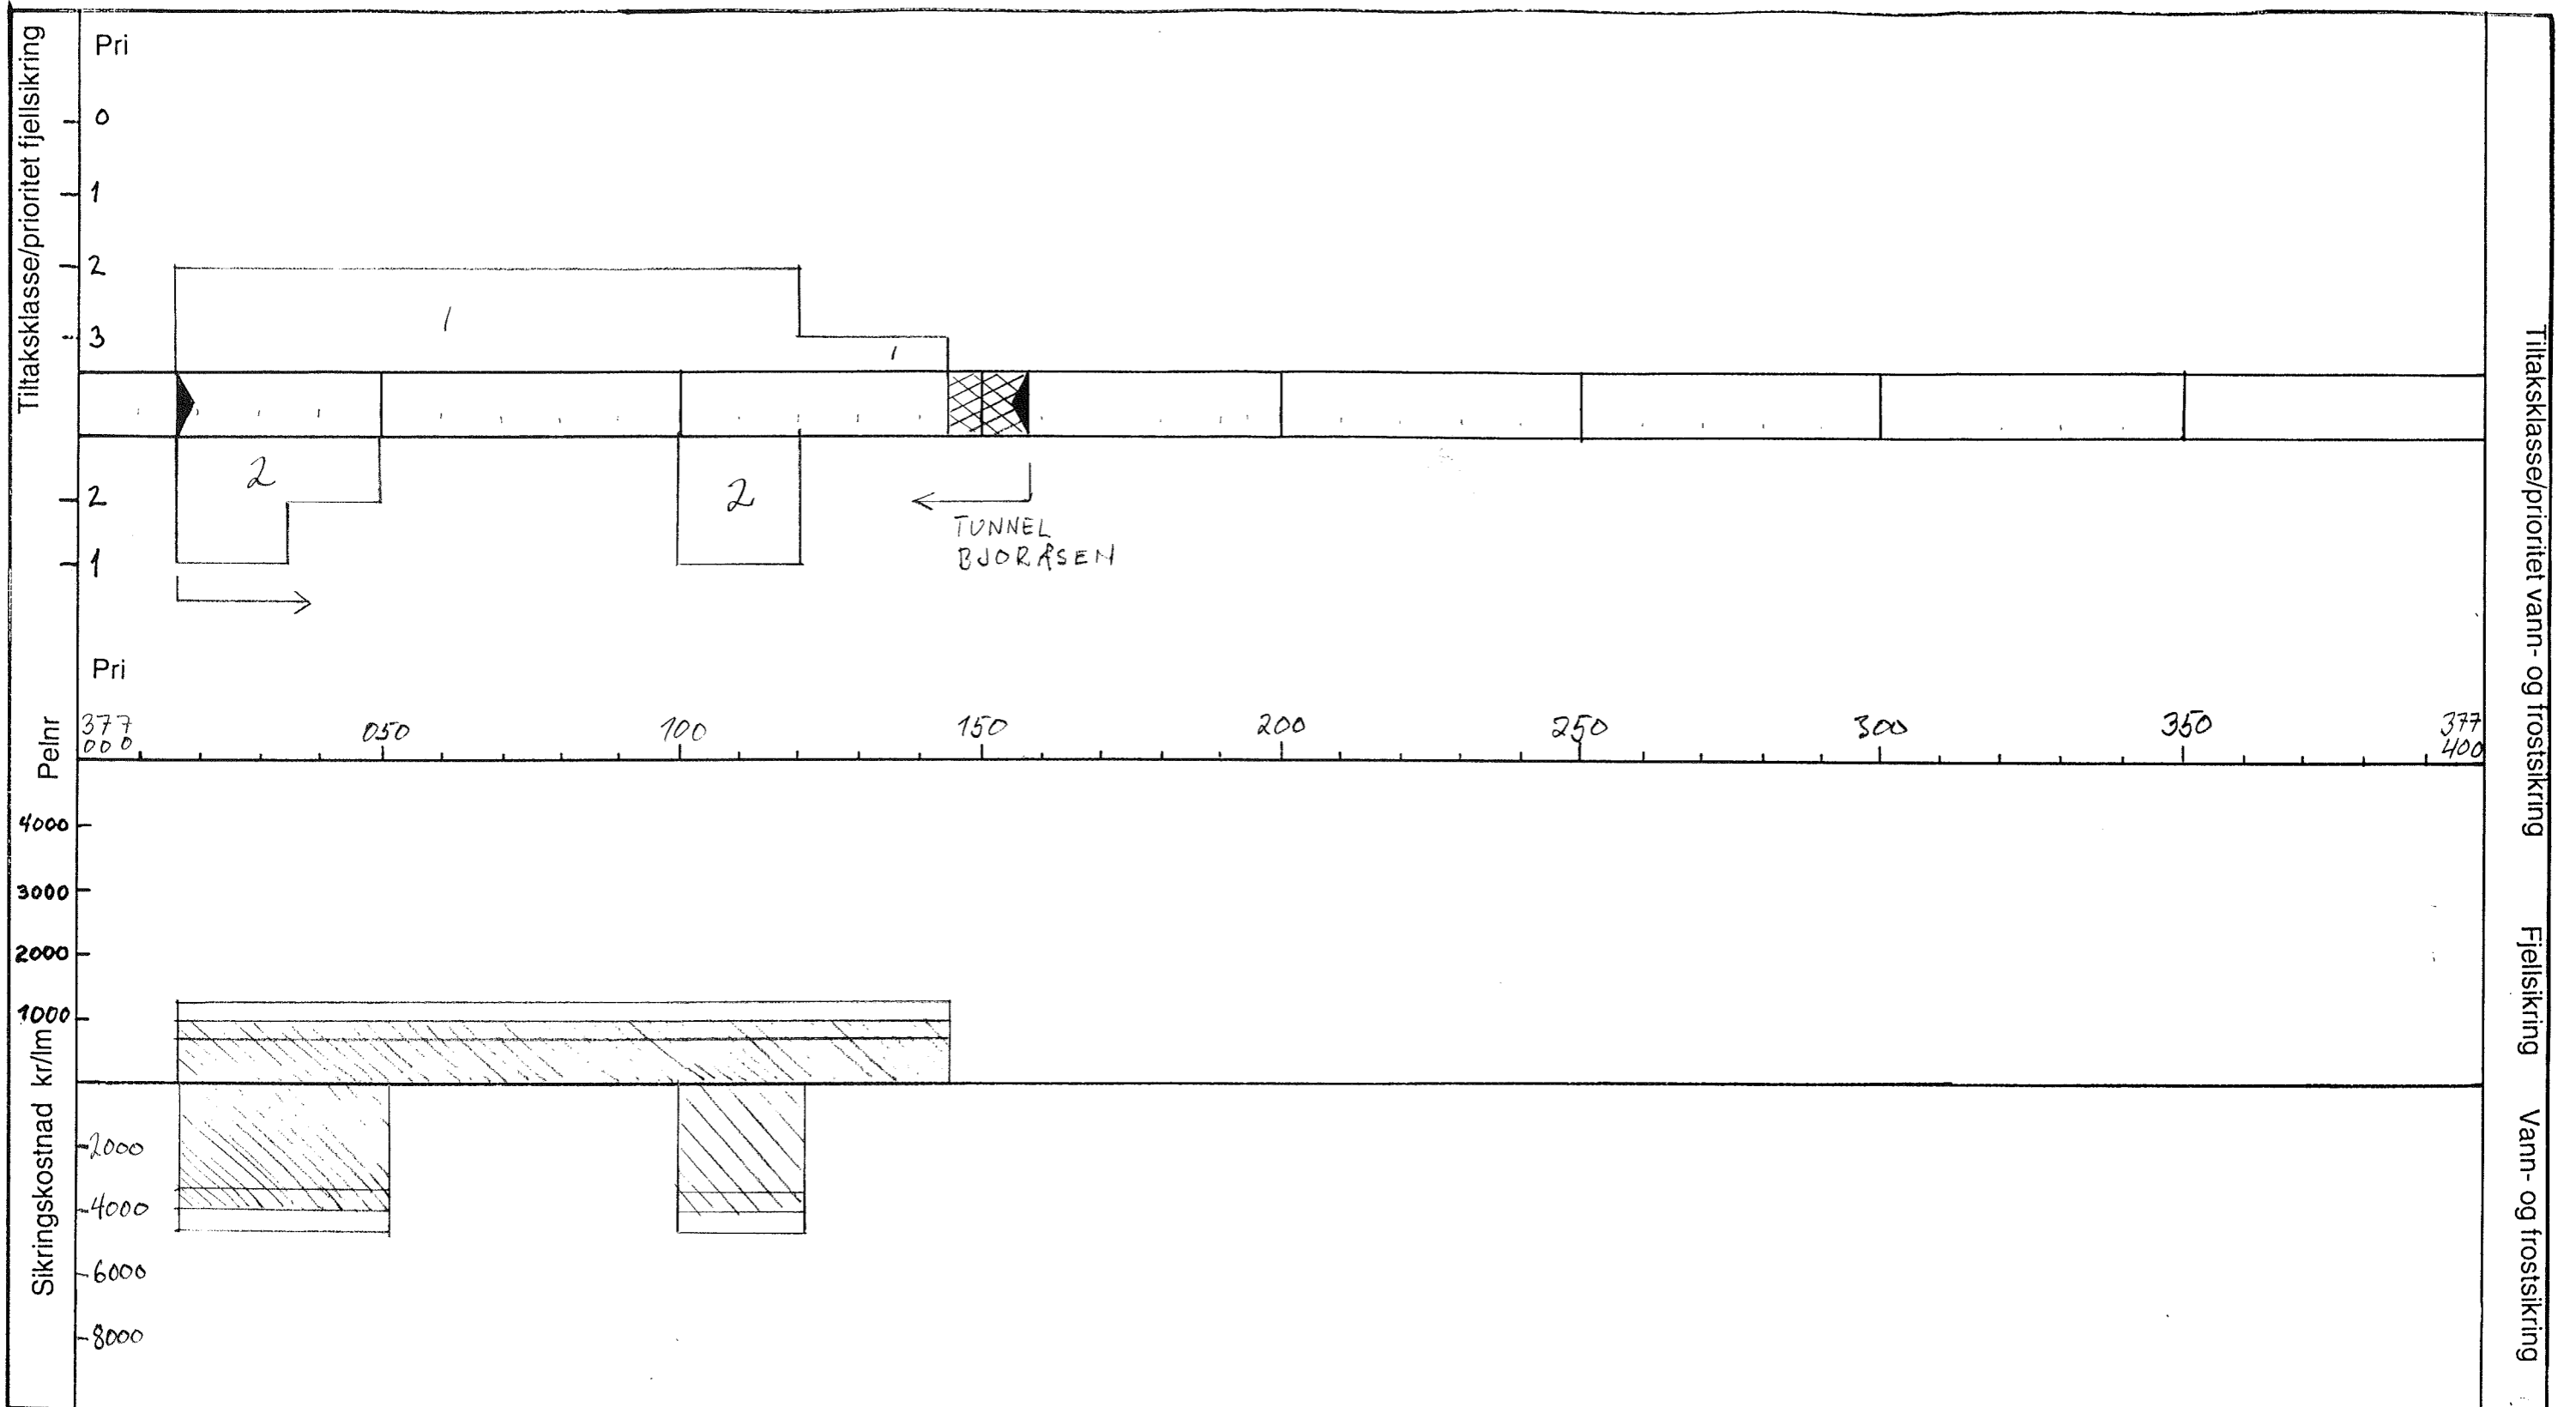 Tiltaksklasse/prioritet fjellsikring
Pri
0
1
2
3
1
1
2
1
2
2
TUNNEL
BJORÅSEN
Pri
Pelnr
377
000
050
100
150
200
250
300
350
377
400
4000
3000
2000
1000
Sikringskostnad kr/lm
2000
4000
6000
8000
Tiltaksklasse/prioritet vann- og frostsikring
Fjellsikring
Vann- og frostsikring